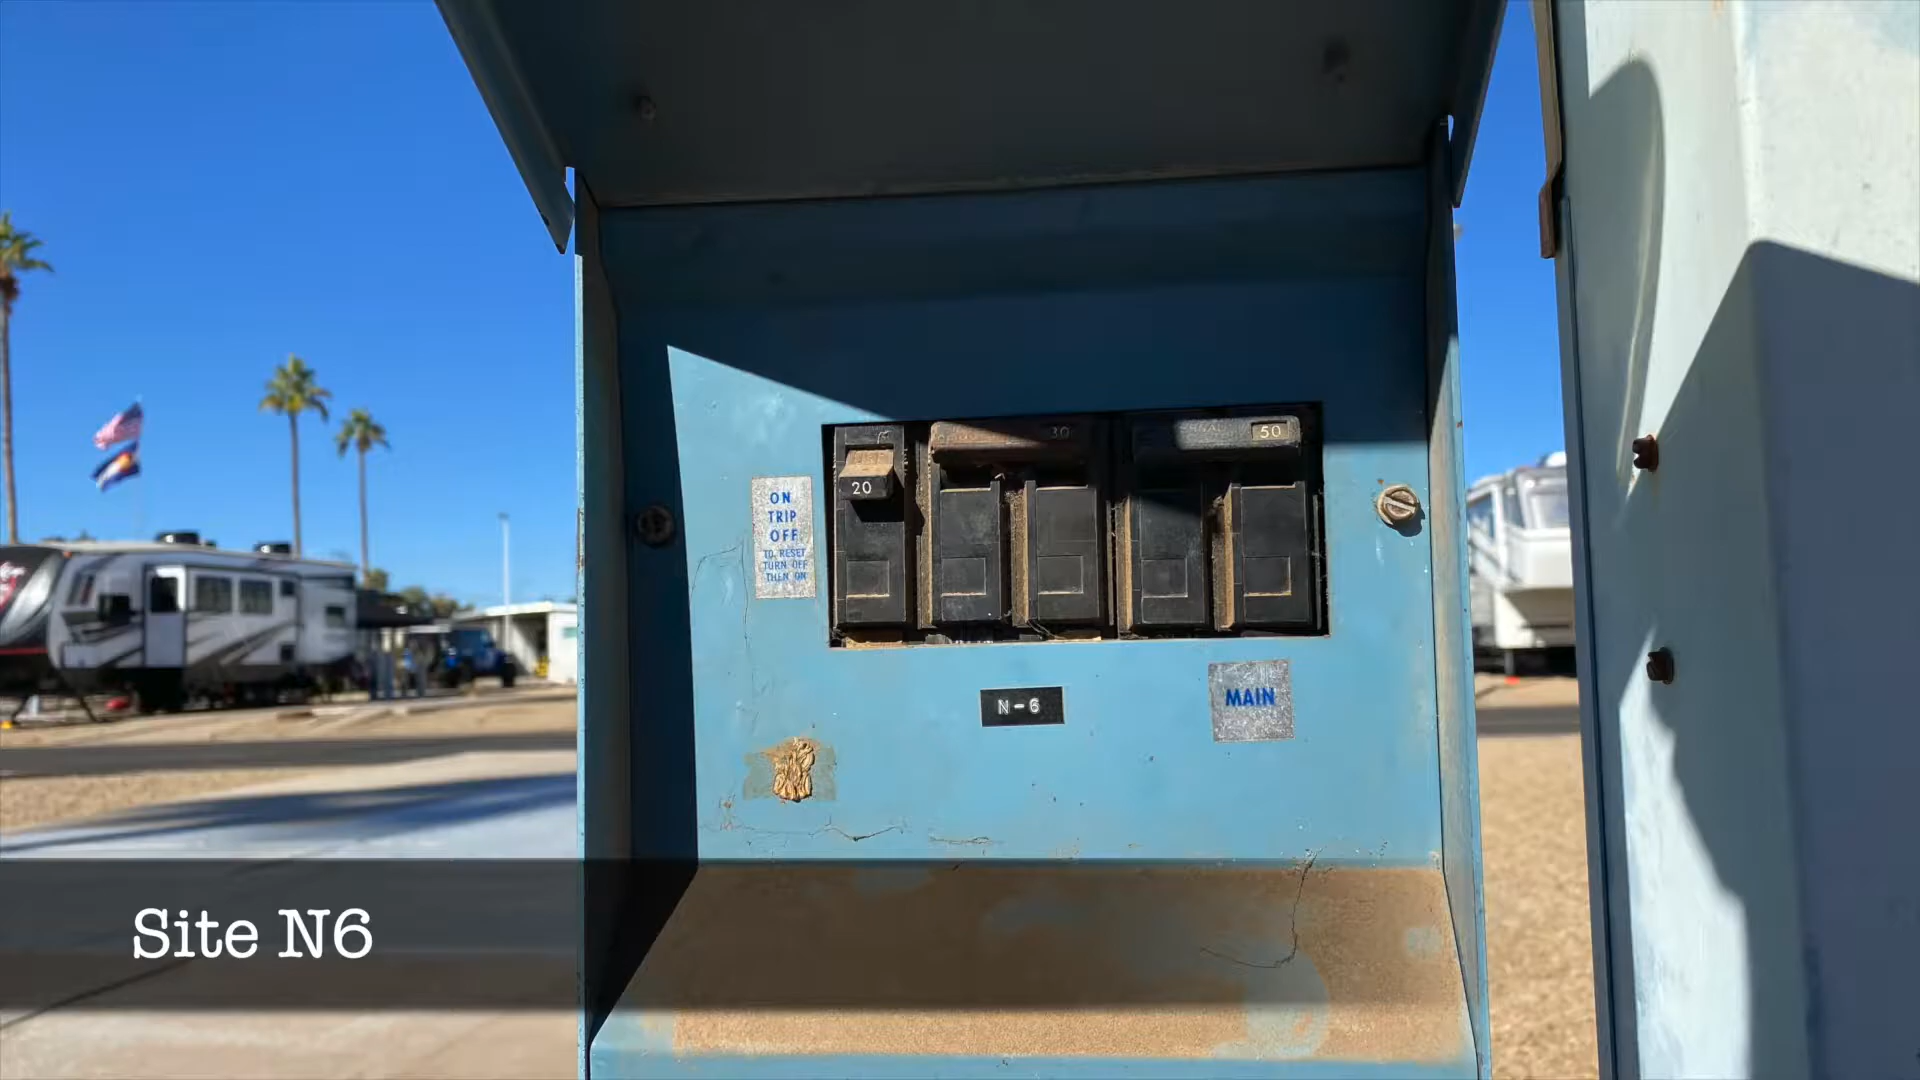 30
50
20
ON
TRIP
OFF
TO RESET
TURN OFF
THEN ON
N-6
MAIN
Site N6